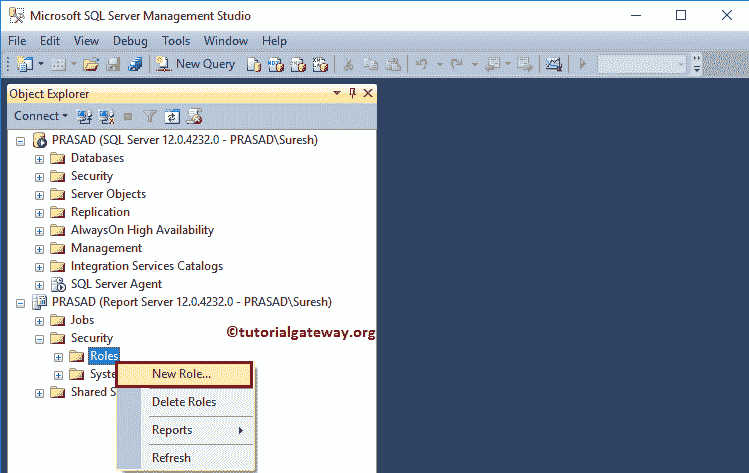 Microsoft SQL Server Management Studio
File Edit View Debug Tools Window Help
New Query
Object Explorer
Connect
PRASAD (SQL Server 12.0.4232.0 - PRASAD\Suresh)
Databases
Security
Server Objects
Replication
AlwaysOn High Availability
Management
Integration Services Catalogs
SQL Server Agent
PRASAD (Report Server 12.0.4232.0 - PRASAD\Suresh)
Jobs
Security
©tutorialgateway.org
Roles
New Role...
Syste
Delete Roles
Shared S
Reports
Refresh